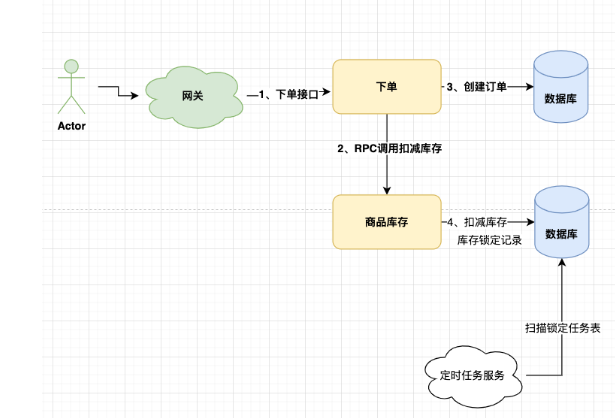 网关
1、下单接口
下单
3、创建订单
数据库
Actor
2、RPC调用扣减库存
商品库存
4、扣减库存
库存锁定记录
数据库
扫描锁定任务表
定时任务服务